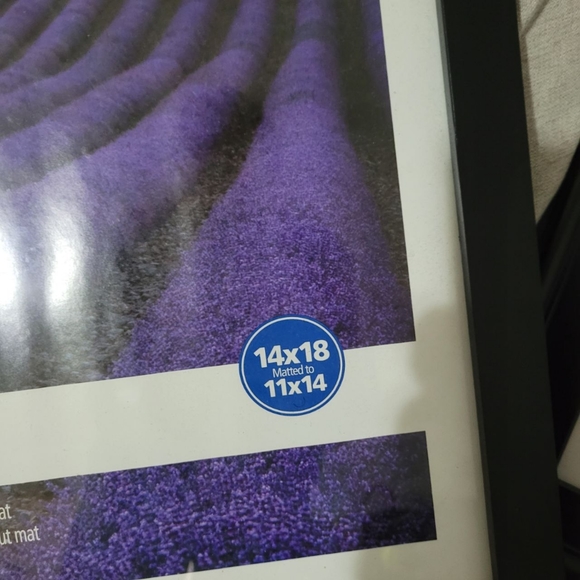 14x18
Matted to
11x14
at
ut mat